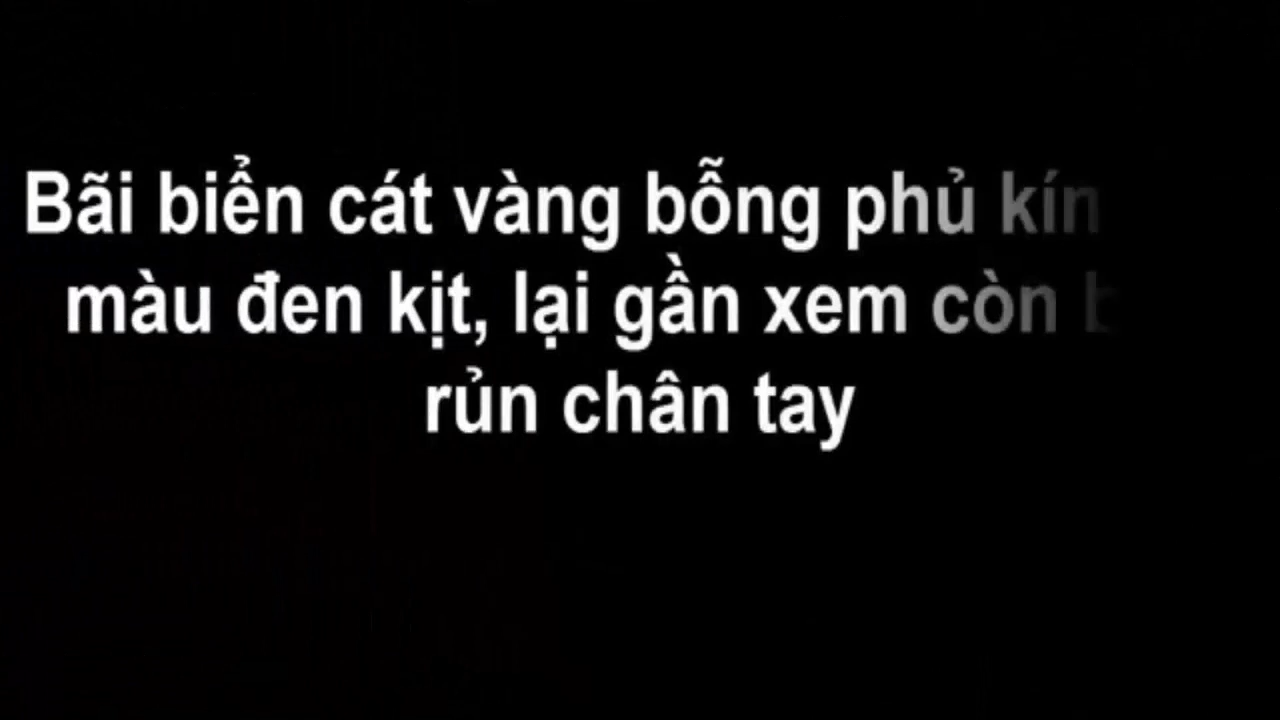 Bãi biển cát vàng bỗng phủ kín
màu đen kịt, lại gần xem còn
rủn chân tay